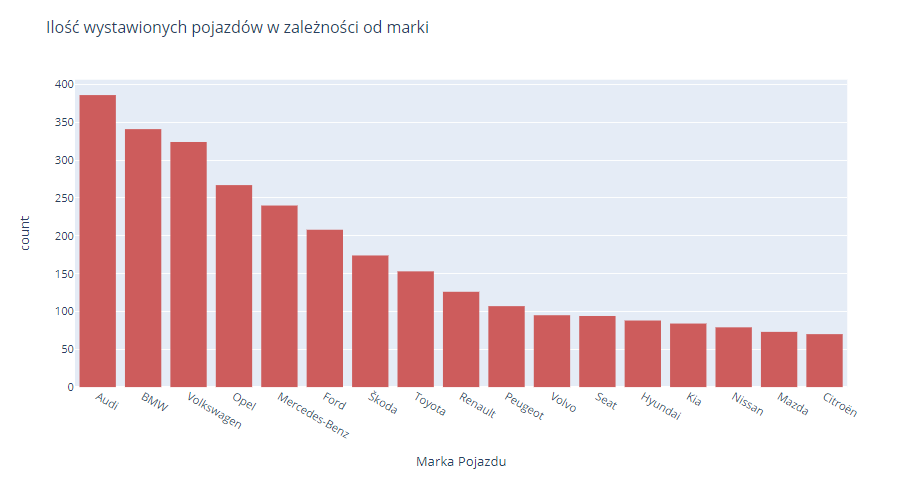 Ilość wystawionych pojazdów w zależności od marki
400
350
300
250
200
150
100
50
0
count
Audi
BMW
Volkswagen
Opel
Mercedes-Benz
Ford
Škoda
Toyota
Renault
Peugeot
Volvo
Seat
Hyundai
Kia
Nissan
Mazda
Citroën
Marka Pojazdu